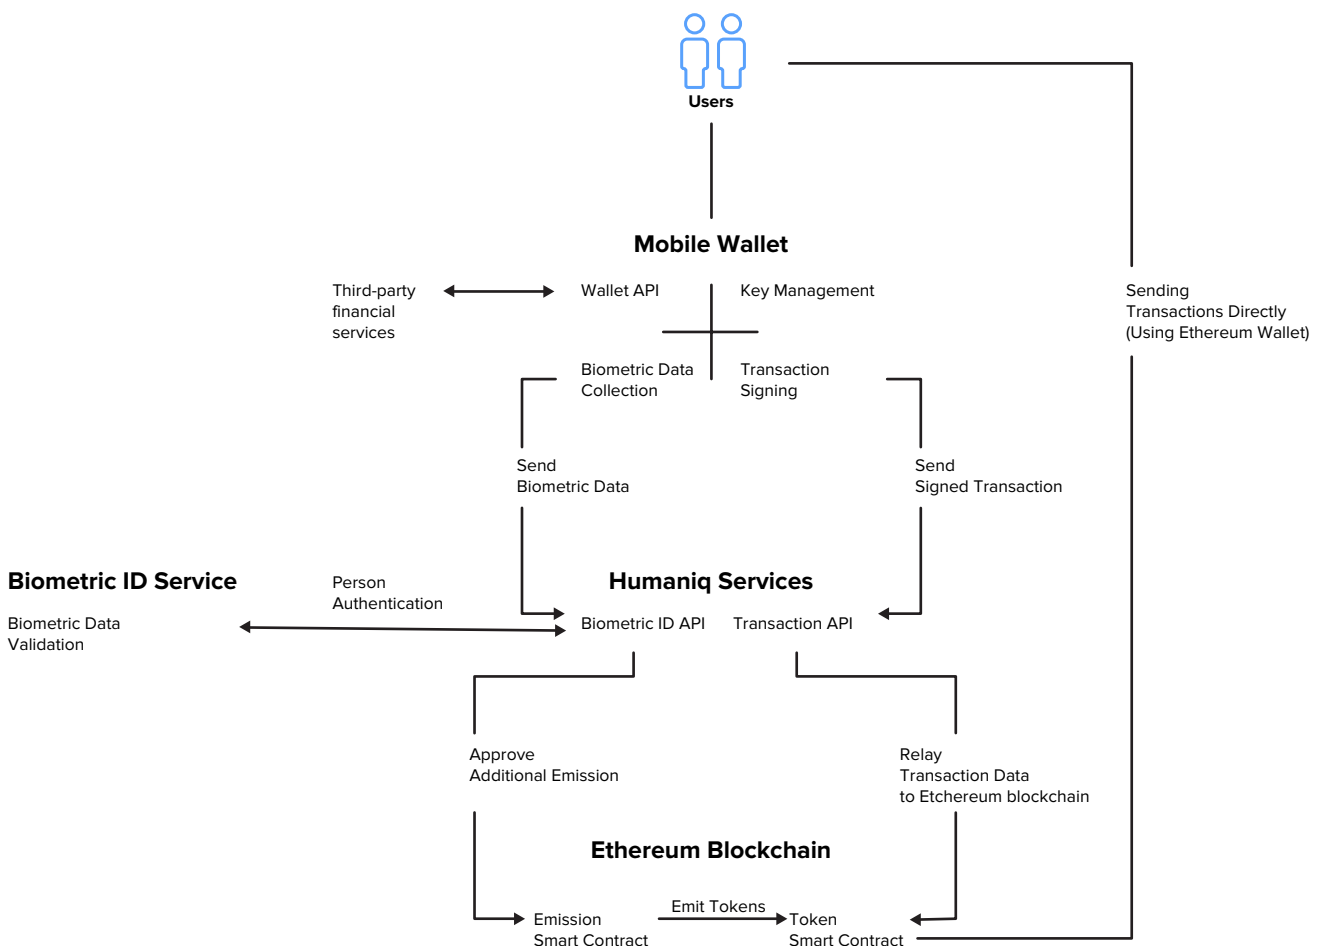 Users
Mobile Wallet
Third-party
financial
services
Wallet API
Key Management
Sending
Transactions Directly
(Using Ethereum Wallet)
Biometric Data
Collection
Transaction
Signing
Send
Biometric Data
Send
Signed Transaction
Biometric ID Service
Person
Authentication
Humaniq Services
Biometric Data
Validation
Biometric ID API
Transaction API
Approve
Additional Emission
Relay
Transaction Data
to Etchereum blockchain
Ethereum Blockchain
Emission
Smart Contract
Emit Tokens
Token
Smart Contract